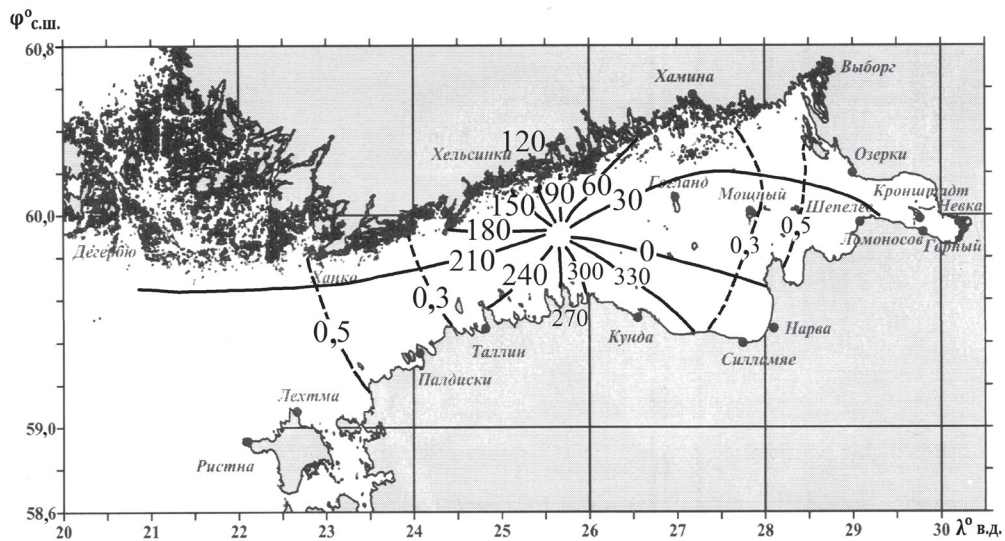 φ° с.ш.
60,8
Выборг
Хамина
120
Хельсинки
Озерки
90
60
Гогланд
30
Мощный
Кронштадт
150
Шепелев
Невка
60,0
180
Ломоносов
Горный
Дегербю
210
0,3
0,5
0
Ханко
240
300
330
0,3
0,5
270
Кунда
Нарва
Таллин
Силламяе
Палдиски
Лехтма
59,0
Ристна
58,6
20 21 22 23 24 25 26 27 28 29 30 λ° в.д.